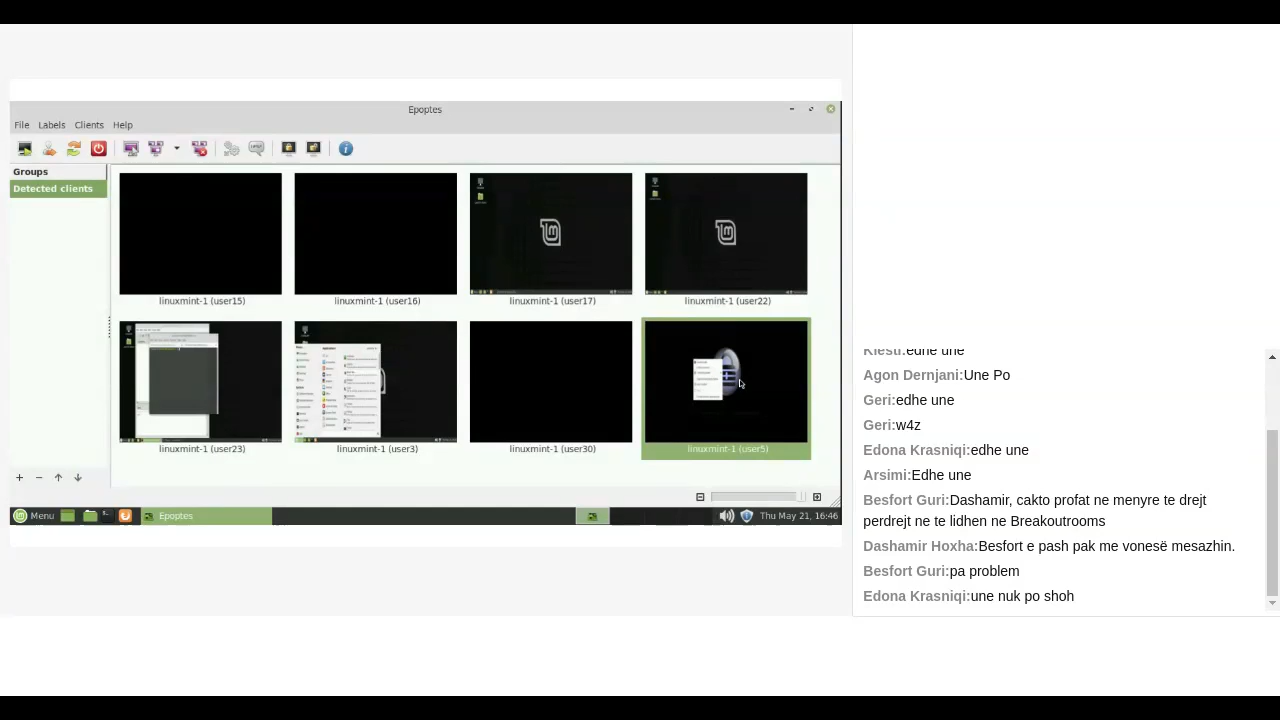 Epoptes
File Labels Clients Help
Groups
Detected clients
linuxmint-1 (user15)
linuxmint-1 (user16)
linuxmint-1 (user17)
linuxmint-1 (user22)
linuxmint-1 (user23)
linuxmint-1 (user3)
linuxmint-1 (user30)
linuxmint-1 (user5)
Menu
Epoptes
Thu May 21, 16:46
Klesti:edhe une
Agon Dernjani:Une Po
Geri:edhe une
Geri:w4z
Edona Krasniqi:edhe une
Arsimi:Edhe une
Besfort Guri:Dashamir, cakto profat ne menyre te drejt
perdrejt ne te lidhen ne Breakoutrooms
Dashamir Hoxha:Besfort e pash pak me vonesë mesazhin.
Besfort Guri:pa problem
Edona Krasniqi:une nuk po shoh